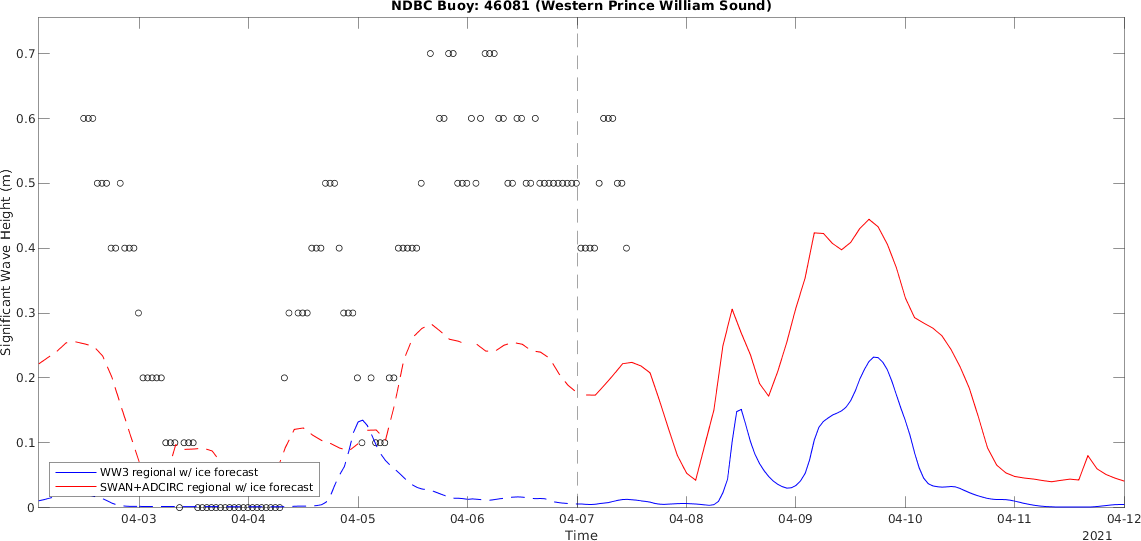 NDBC Buoy: 46081 (Western Prince William Sound)
Significant Wave Height (m)
0.7
0.6
0.5
0.4
0.3
0.2
0.1
0
WW3 regional w/ ice forecast
SWAN+ADCIRC regional w/ ice forecast
04-03 04-04 04-05 04-06 04-07 04-08 04-09 04-10 04-11 04-12
Time
2021